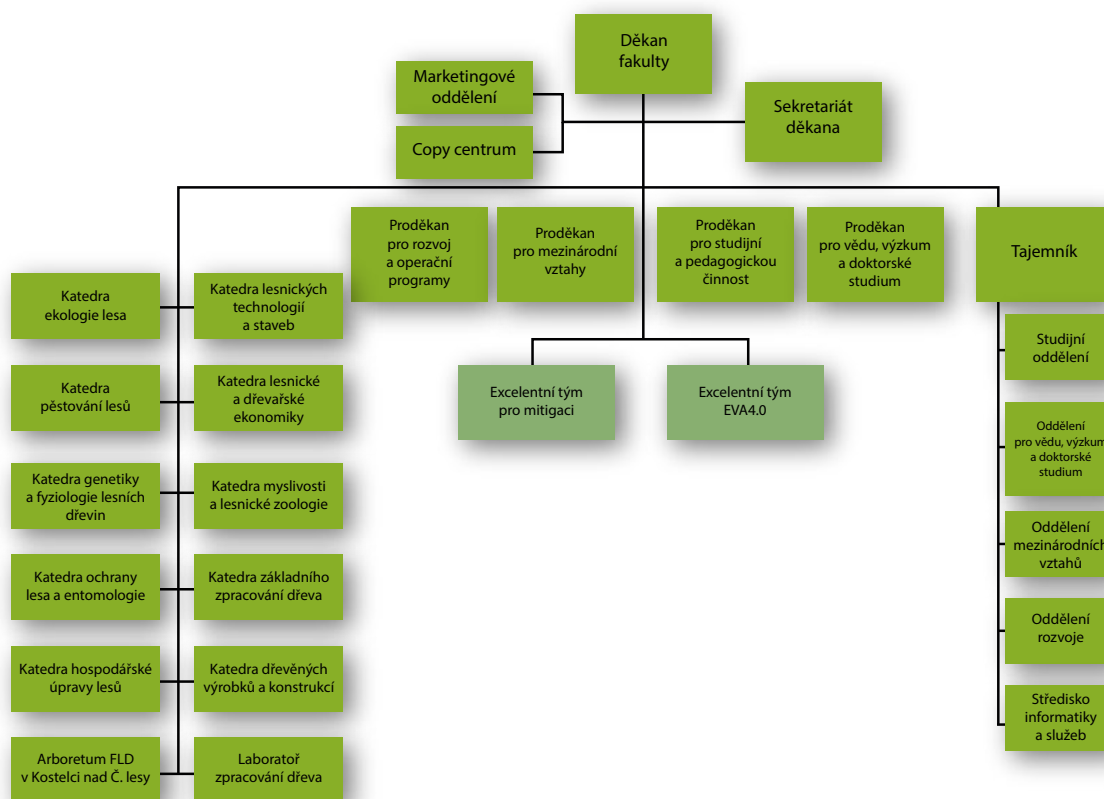 Děkan
fakulty
Marketingové
oddělení
Copy centrum
Sekretariát
děkana
Proděkan
pro rozvoj
a operační
programy
Proděkan
pro mezinárodní
vztahy
Proděkan
pro studijní
a pedagogickou
činnost
Proděkan
pro vědu, výzkum
a doktorské
studium
Tajemník
Katedra
ekologie lesa
Katedra lesnických
technologií
a staveb
Katedra
pěstování lesů
Katedra lesnické
a dřevařské
ekonomiky
Katedra genetiky
a fyziologie lesních
dřevin
Katedra myslivosti
a lesnické zoologie
Katedra ochrany
lesa a entomologie
Katedra základního
zpracování dřeva
Katedra hospodářské
úpravy lesů
Katedra dřevěných
výrobků a konstrukcí
Arboretum FLD
v Kostelci nad Č. lesy
Laboratoř
zpracování dřeva
Excelentní tým
pro mitigaci
Excelentní tým
EVA4.0
Studijní
oddělení
Oddělení
pro vědu, výzkum
a doktorské
studium
Oddělení
mezinárodních
vztahů
Oddělení
rozvoje
Středisko
informatiky
a služeb